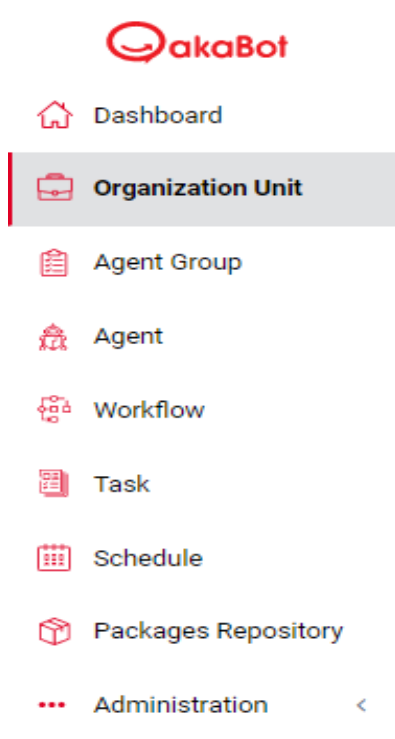 akaBot
Dashboard
Organization Unit
Agent Group
Agent
Workflow
Task
Schedule
Packages Repository
Administration <